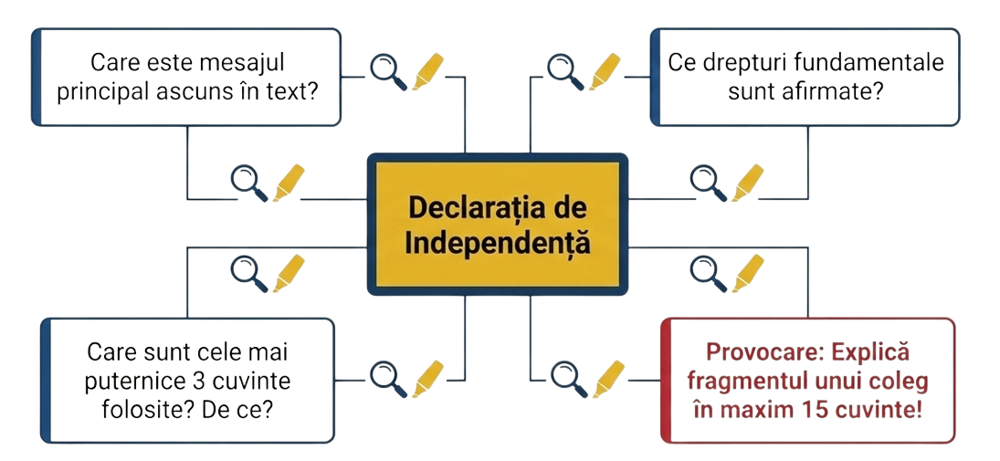 Care este mesajul
principal ascuns în text?
Ce drepturi fundamentale
sunt afirmate?
Declarația de
Independență
Care sunt cele mai
puternice 3 cuvinte
folosite? De ce?
Provocare: Explică
fragmentul unui coleg
în maxim 15 cuvinte!